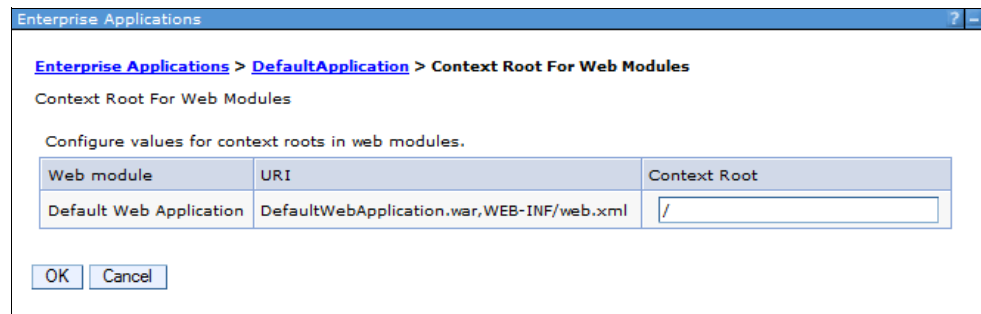 Enterprise Applications ? –
Enterprise Applications > DefaultApplication > Context Root For Web Modules
Context Root For Web Modules
Configure values for context roots in web modules.
Web module URI Context Root
Default Web Application DefaultWebApplication.war,WEB-INF/web.xml /
OK Cancel